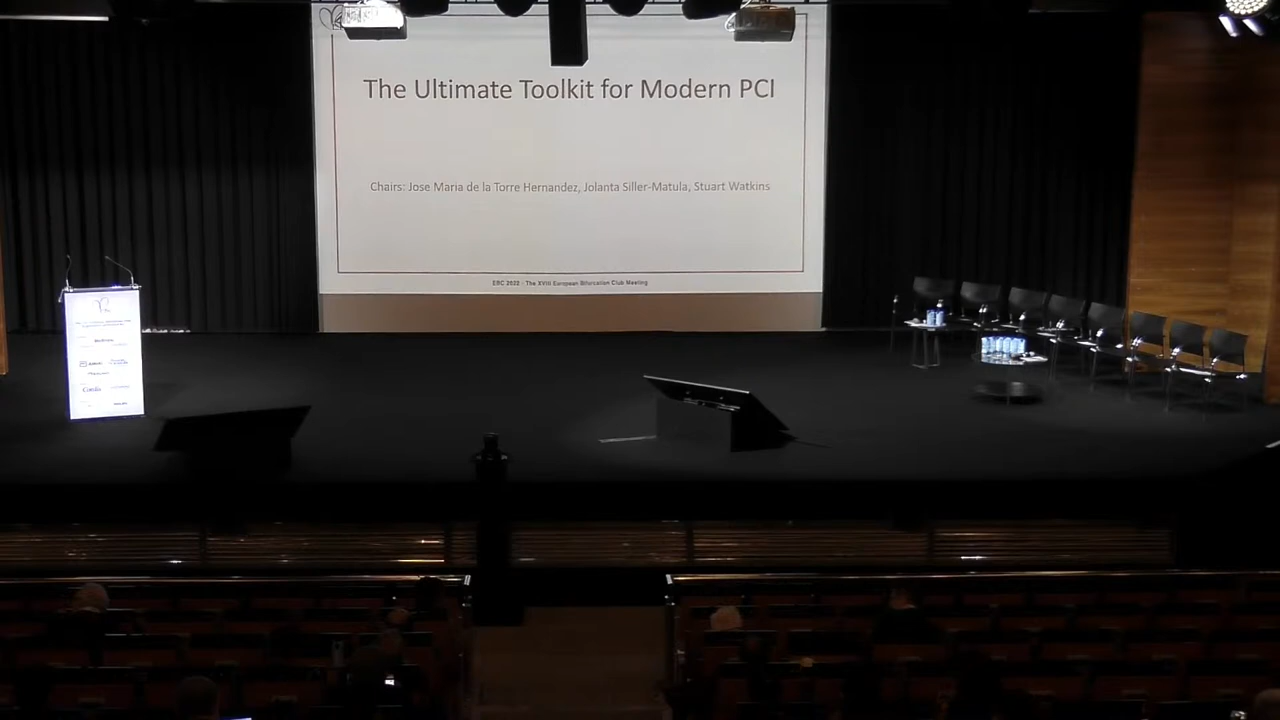 The Ultimate Toolkit for Modern PCI
Chairs: Jose Maria de la Torre Hernandez, Jolanta Siller-Matula, Stuart Watkins
EBC 2022 - The XVIII European Bifurcation Club Meeting